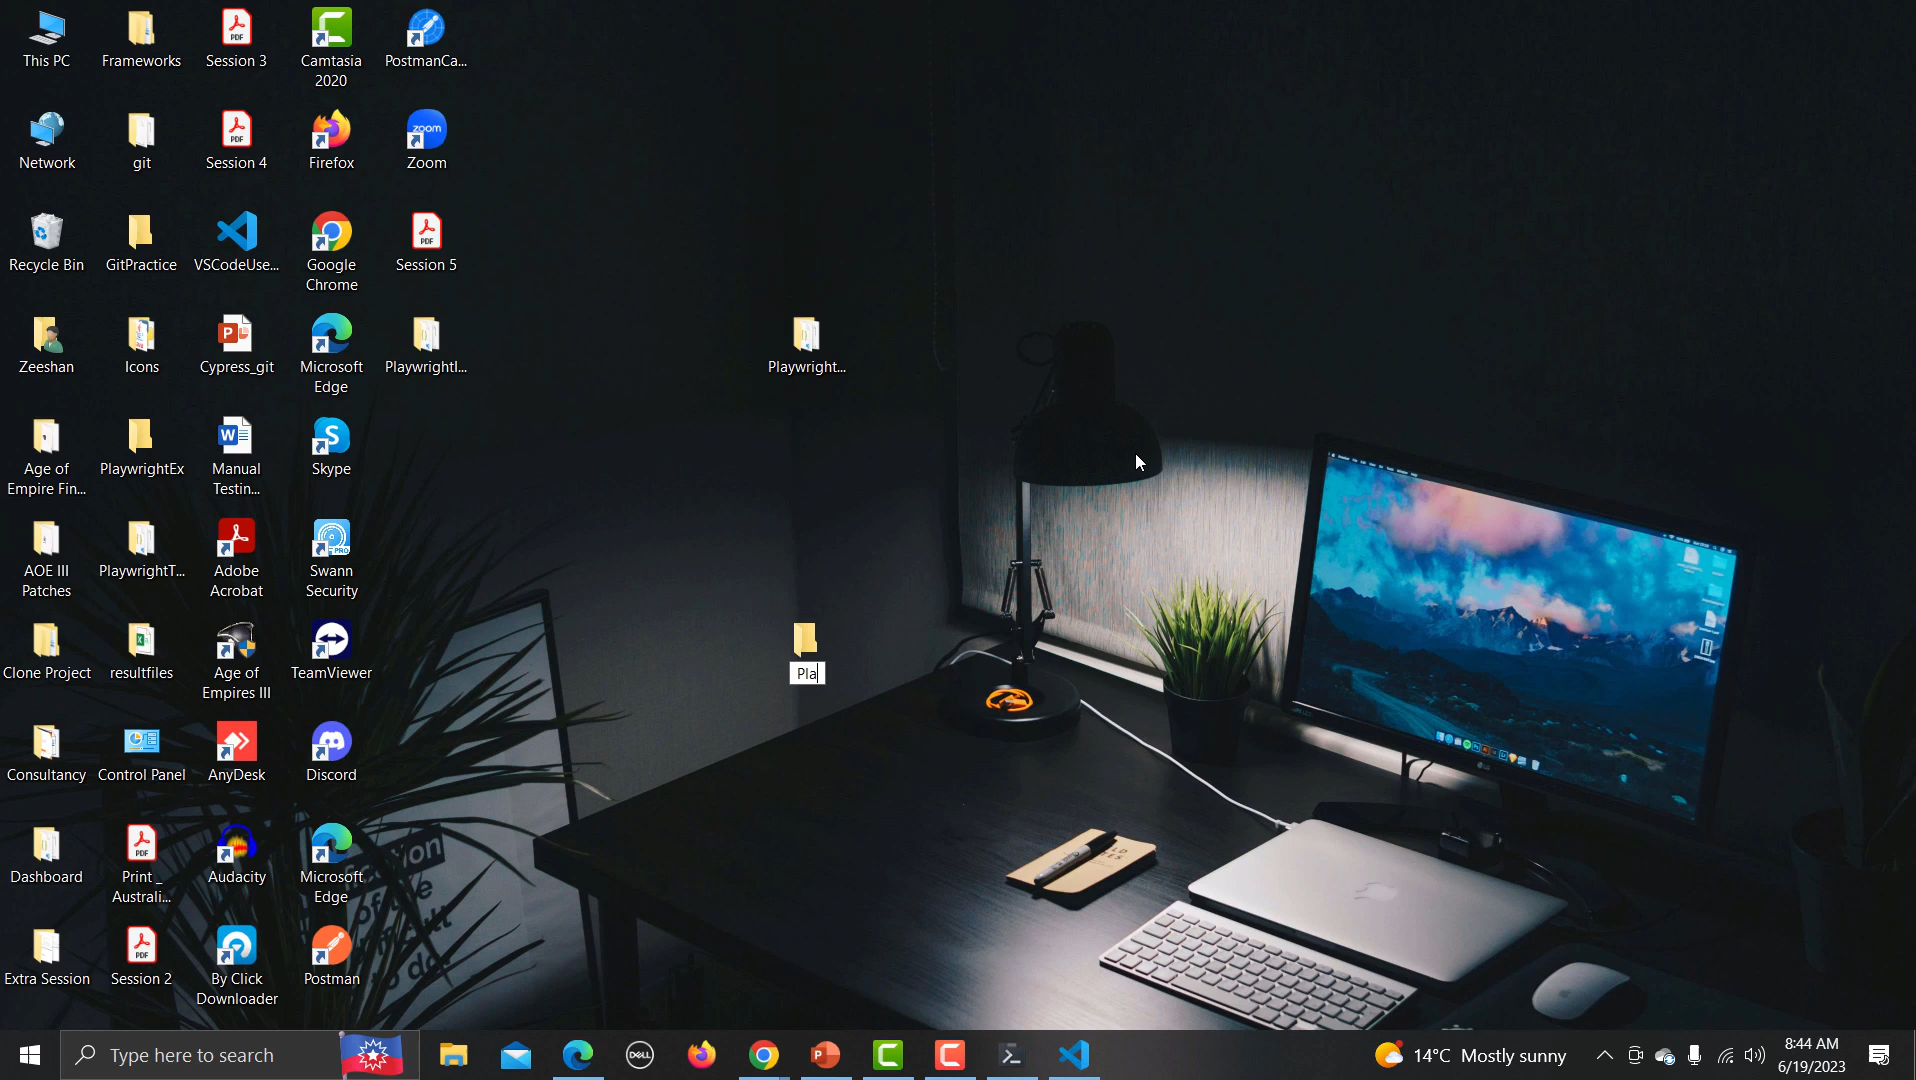 This PC
Frameworks
Session 3
Camtasia
2020
PostmanCa...
Network
git
Session 4
Firefox
Zoom
Recycle Bin
GitPractice
VSCodeUse...
Google
Chrome
Session 5
Zeeshan
Icons
Cypress_git
Microsoft
Edge
PlaywrightI...
Playwright...
Age of
Empire Fin...
PlaywrightEx
Manual
Testin...
Skype
AOE III
Patches
PlaywrightT...
Adobe
Acrobat
Swann
Security
Clone Project
resultfiles
Age of
Empires III
TeamViewer
Pla
Consultancy
Control Panel
AnyDesk
Discord
Dashboard
Print _
Australi...
Audacity
Microsoft
Edge
Extra Session
Session 2
By Click
Downloader
Postman
Type here to search
14°C Mostly sunny
8:44 AM
6/19/2023